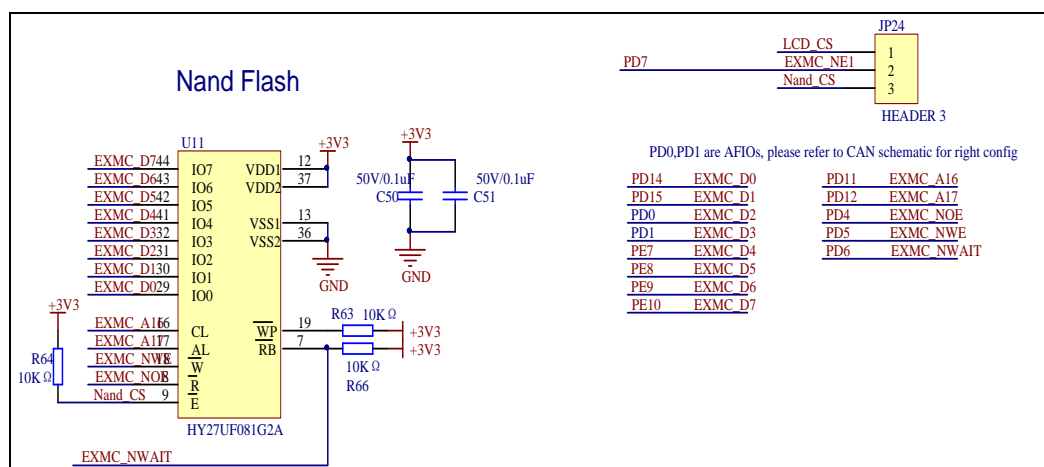 Nand Flash
JP24
LCD_CS 1
PD7 EXMC_NE1 2
Nand_CS 3
HEADER 3
U11
EXMC_D7 44 IO7 VDD1 12 +3V3
EXMC_D6 43 IO6 VDD2 37
EXMC_D5 42 IO5
EXMC_D4 41 IO4 VSS1 13
EXMC_D3 32 IO3 VSS2 36
EXMC_D2 31 IO2
EXMC_D1 30 IO1 GND
EXMC_D0 29 IO0
+3V3
50V/0.1uF 50V/0.1uF
C50 C51
GND
+3V3
R64
10KΩ
EXMC_A16 16 CL WP 19 R63 10KΩ +3V3
EXMC_A17 17 AL RB 7 10KΩ +3V3
R66
EXMC_NWE 18 W
EXMC_NOE 8 R
Nand_CS 9 E
HY27UF081G2A
EXMC_NWAIT
PD0,PD1 are AFIOs, please refer to CAN schematic for right config
PD14 EXMC_D0
PD15 EXMC_D1
PD0 EXMC_D2
PD1 EXMC_D3
PE7 EXMC_D4
PE8 EXMC_D5
PE9 EXMC_D6
PE10 EXMC_D7
PD11 EXMC_A16
PD12 EXMC_A17
PD4 EXMC_NOE
PD5 EXMC_NWE
PD6 EXMC_NWAIT